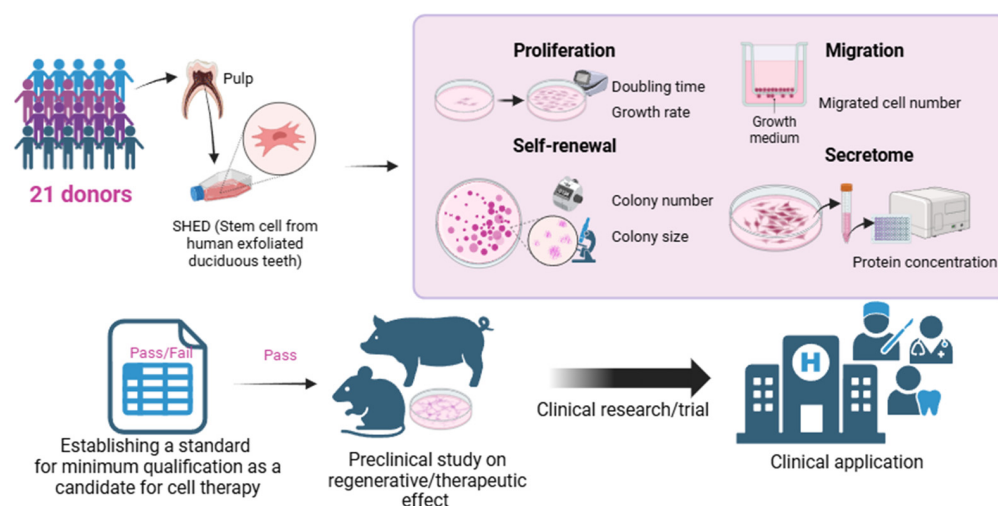 21 donors
Pulp
SHED (Stem cell from
human exfoliated
duciduous teeth)
Proliferation
Doubling time
Growth rate
Self-renewal
Colony number
Colony size
Migration
Migrated cell number
Growth
medium
Secretome
Protein concentration
Pass/Fail
Establishing a standard
for minimum qualification as a
candidate for cell therapy
Pass
Preclinical study on
regenerative/therapeutic
effect
Clinical research/trial
H
Clinical application